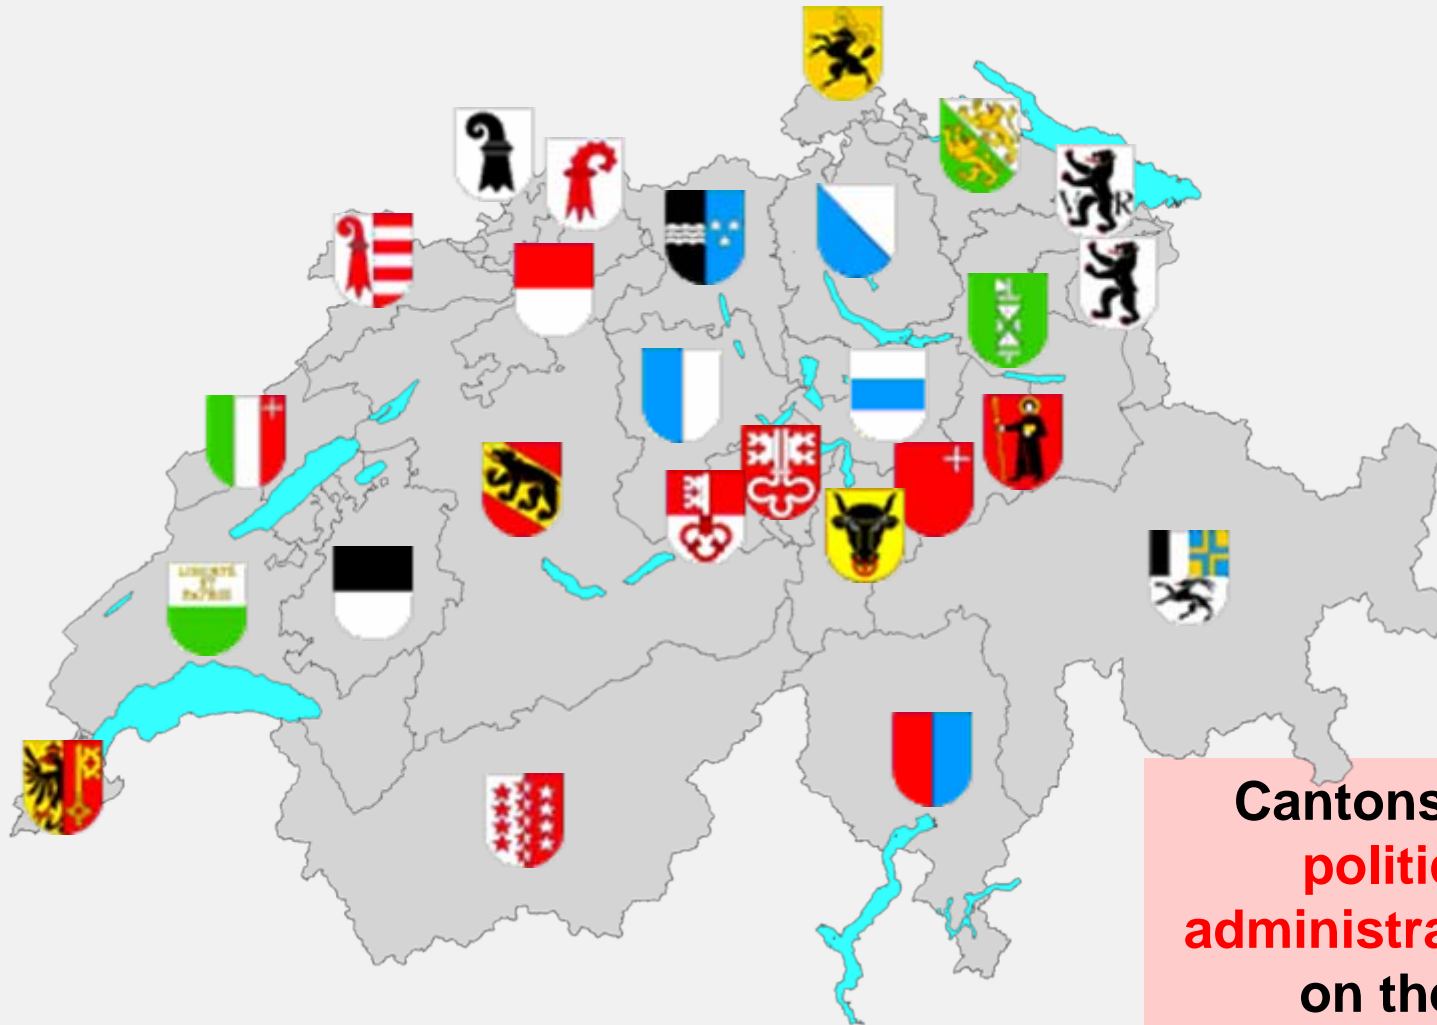 V R
LIBERTÉ
ET
PATRIE
Cantons
politic
administra
on the